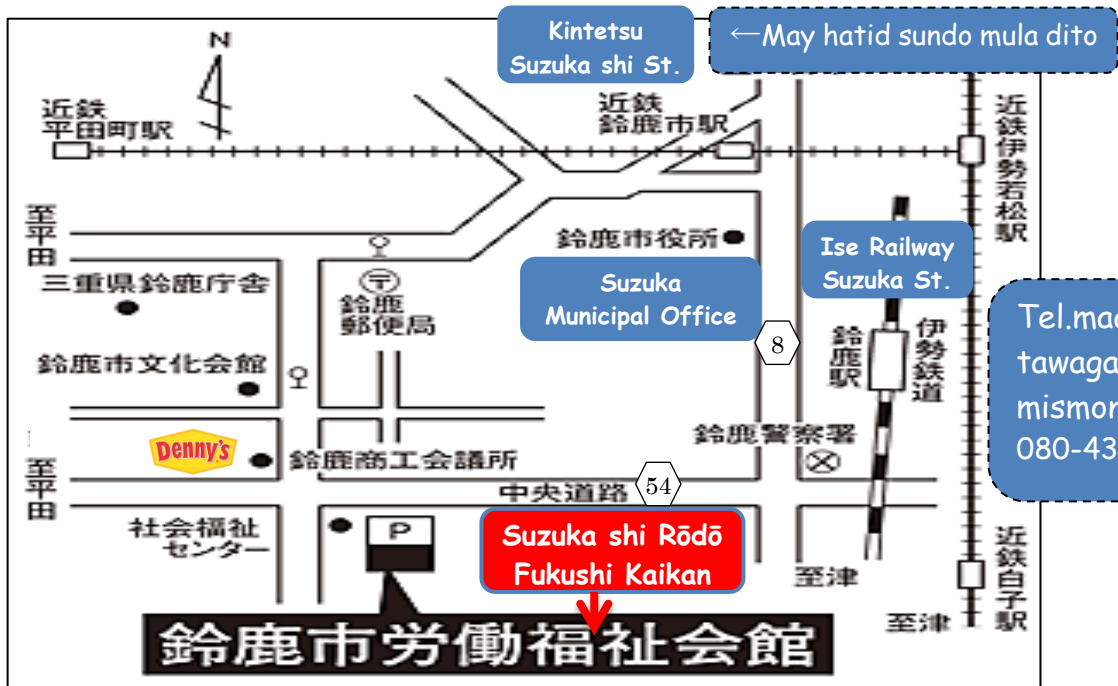 Kintetsu
Suzuka shi St.
←May hatid sundo mula dito
N
近鉄
平田町駅
近鉄
鈴鹿市駅
近鉄伊勢若松駅
至平田
鈴鹿市役所
Ise Railway
Suzuka St.
三重県鈴鹿庁舎
〒
鈴鹿
郵便局
Suzuka
Municipal Office
8
鈴鹿駅
伊勢鉄道
鈴鹿市文化会館
鈴鹿警察署
Denny's
鈴鹿商工会議所
至平田
中央道路
54
社会福祉
センター
P
Suzuka shi Rōdō
Fukushi Kaikan
至津
近鉄白子駅
至津
鈴鹿市労働福祉会館
080-43